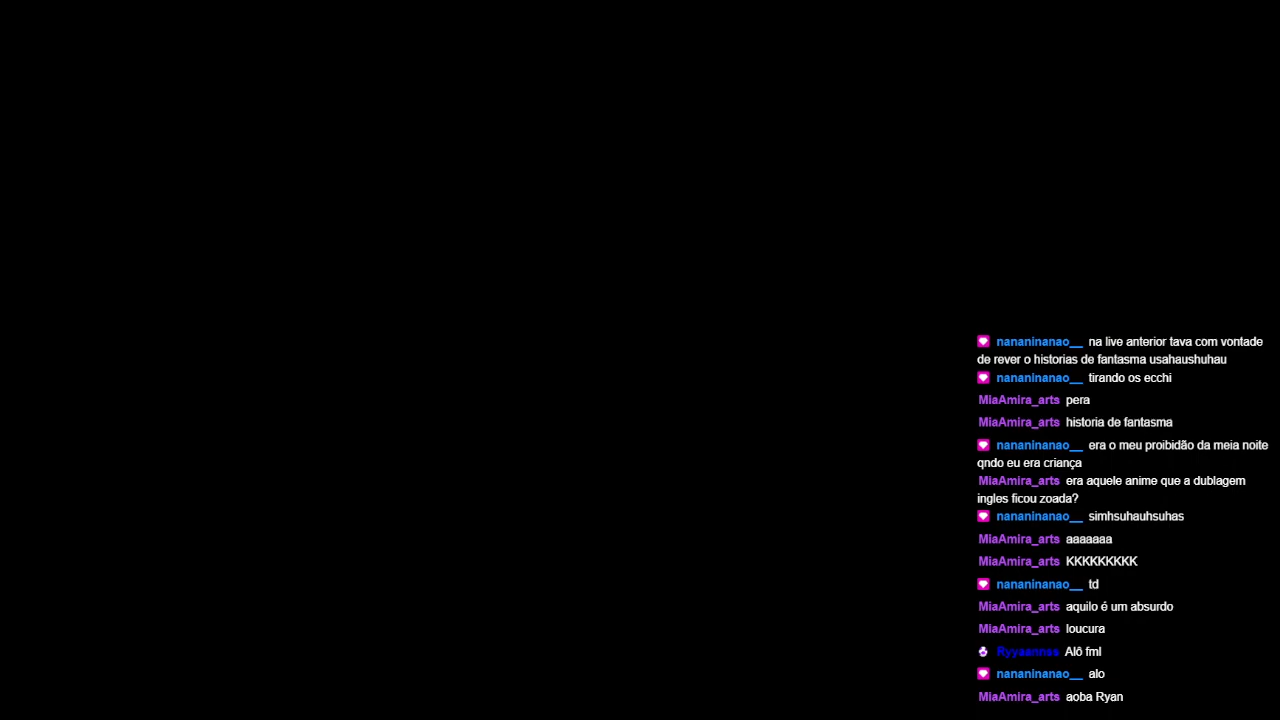 nananinanao__ na live anterior tava com vontade
de rever o historias de fantasma usahaushuhau
nananinanao__ tirando os ecchi
MiaAmira_arts pera
MiaAmira_arts historia de fantasma
nananinanao__ era o meu proibidão da meia noite
qndo eu era criança
MiaAmira_arts era aquele anime que a dublagem
ingles ficou zoada?
nananinanao__ simhsuhauhsuhas
MiaAmira_arts aaaaaaa
MiaAmira_arts KKKKKKKKK
nananinanao__ td
MiaAmira_arts aquilo é um absurdo
MiaAmira_arts loucura
Ryyaannss Alô fml
nananinanao__ alo
MiaAmira_arts aoba Ryan